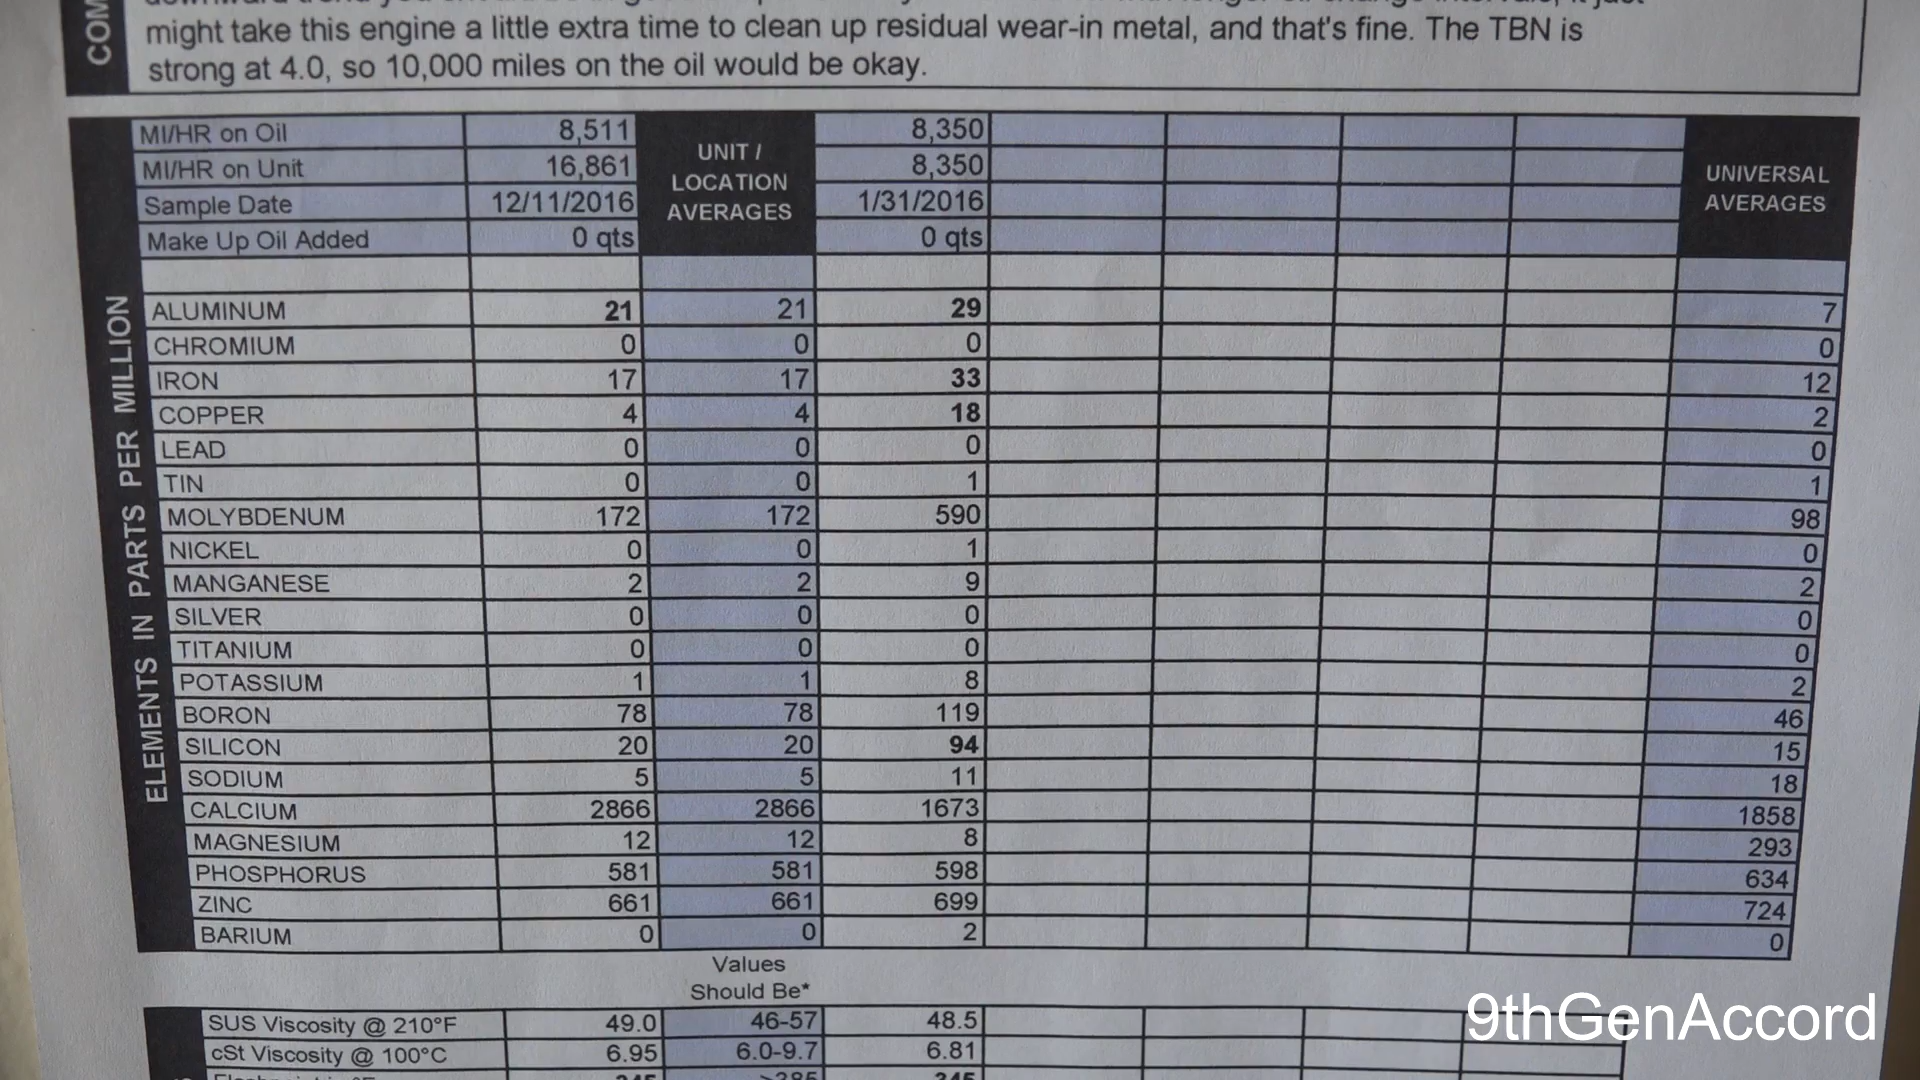 might take this engine a little extra time to clean up residual wear-in metal, and that's fine. The TBN is
strong at 4.0, so 10,000 miles on the oil would be okay.
MI/HR on Oil 8,511 UNIT / LOCATION AVERAGES 8,350 UNIVERSAL AVERAGES
MI/HR on Unit 16,861 8,350
Sample Date 12/11/2016 1/31/2016
Make Up Oil Added 0 qts 0 qts
ELEMENTS IN PARTS PER MILLION
ALUMINUM 21 21 29 7
CHROMIUM 0 0 0 0
IRON 17 17 33 12
COPPER 4 4 18 2
LEAD 0 0 0 0
TIN 0 0 1 1
MOLYBDENUM 172 172 590 98
NICKEL 0 0 1 0
MANGANESE 2 2 9 2
SILVER 0 0 0 0
TITANIUM 0 0 0 0
POTASSIUM 1 1 8 2
BORON 78 78 119 46
SILICON 20 20 94 15
SODIUM 5 5 11 18
CALCIUM 2866 2866 1673 1858
MAGNESIUM 12 12 8 293
PHOSPHORUS 581 581 598 634
ZINC 661 661 699 724
BARIUM 0 0 2 0
Values
Should Be*
SUS Viscosity @ 210°F 49.0 46-57 48.5
cSt Viscosity @ 100°C 6.95 6.0-9.7 6.81
9thGenAccord